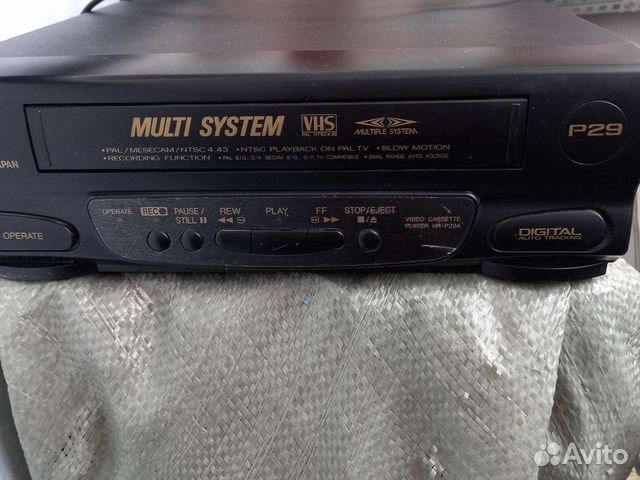 MULTI SYSTEM VHS MULTIPLE SYSTEM
PAL NTSC 4.43
• PAL/MESECAM/NTSC 4.43 • NTSC PLAYBACK ON PAL TV • SLOW MOTION
• RECORDING FUNCTION • PAL B/G, D/K SECAM B/G, D/K TV COMPATIBLE • DUAL RANGE AUTO VOLTAGE
P29
APAN
OPERATE
OPERATE REC PAUSE/STILL REW PLAY FF STOP/EJECT
VIDEO CASSETTE
PLAYER HR-P29A
DIGITAL
AUTO TRACKING
Avito